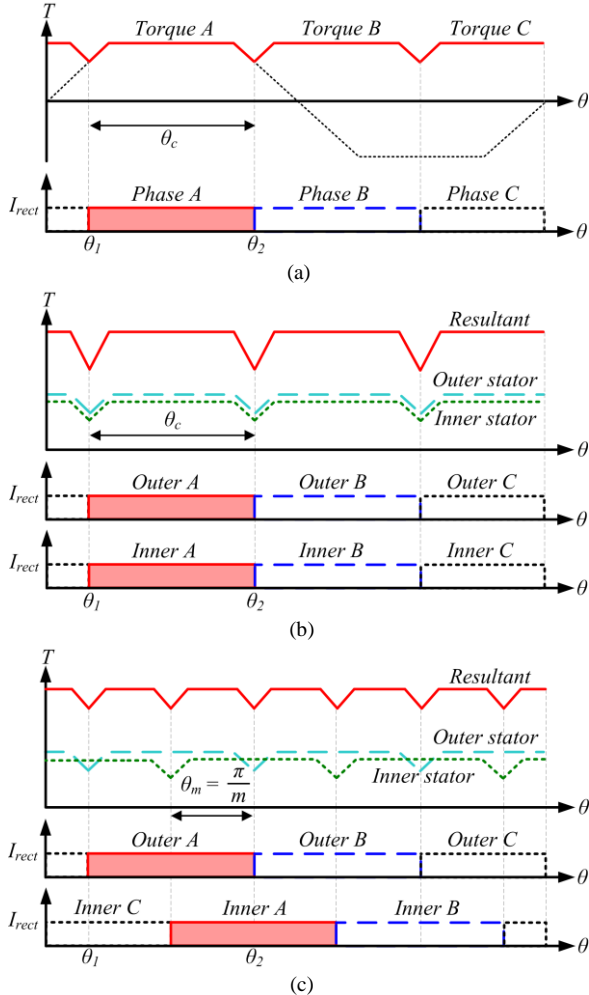 T
Torque A Torque B Torque C
θ
θc
Irect Phase A Phase B Phase C
θ
θ1 θ2
(a)
T
Resultant
Outer stator
Inner stator
θc
θ
Irect Outer A Outer B Outer C
Irect Inner A Inner B Inner C
θ
θ1 θ2
(b)
T
Resultant
Outer stator
Inner stator
θm = π/m
θ
Irect Outer A Outer B Outer C
Irect Inner C Inner A Inner B
θ
θ1 θ2
(c)